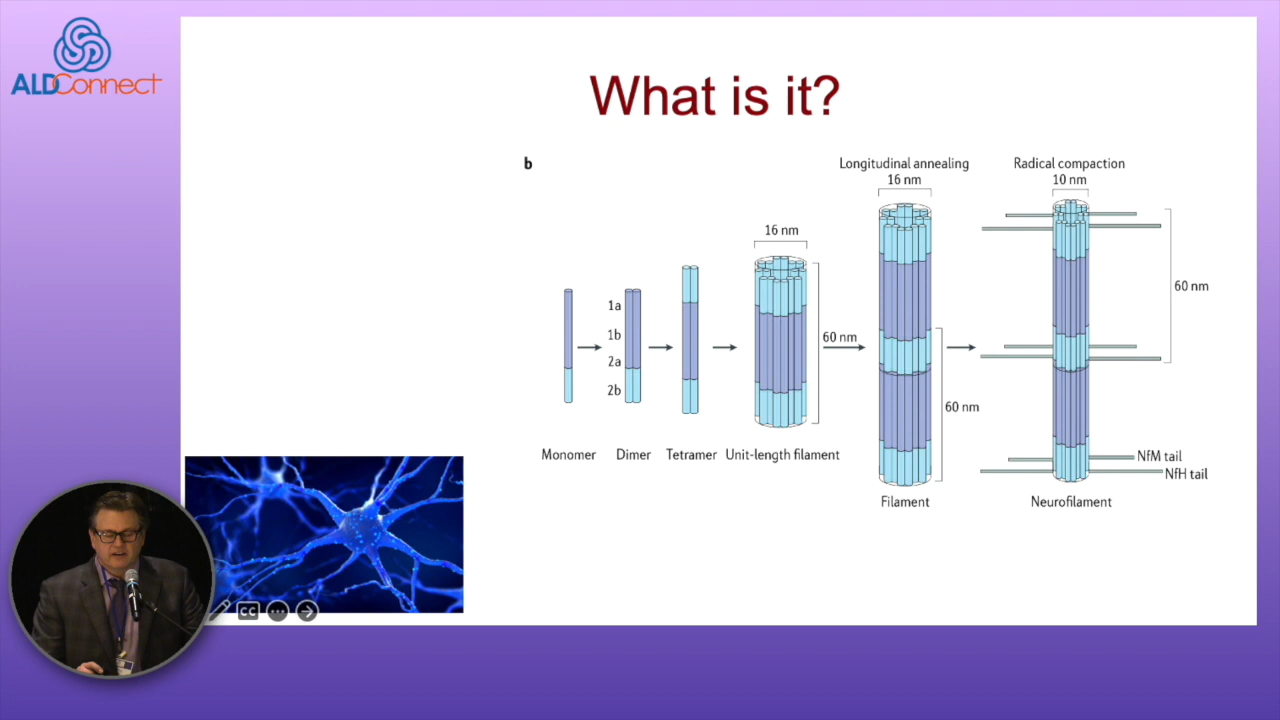 ALDConnect
What is it?
b
Longitudinal annealing
16 nm
Radical compaction
10 nm
16 nm
60 nm
1a
1b
2a
2b
60 nm
60 nm
Monomer
Dimer
Tetramer
Unit-length filament
NfM tail
NfH tail
Filament
Neurofilament
CC